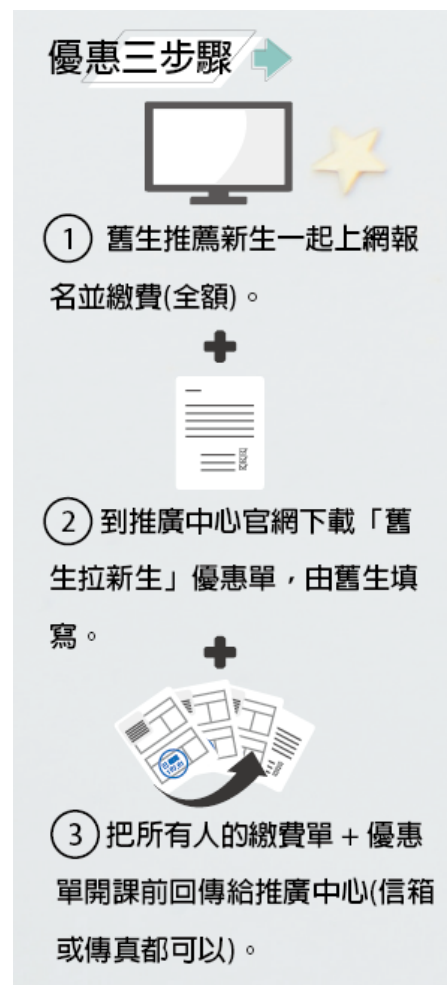 優惠三步驟
① 舊生推薦新生一起上網報
名並繳費(全額)。
② 到推廣中心官網下載「舊
生拉新生」優惠單，由舊生填
寫。
③ 把所有人的繳費單 + 優惠
單開課前回傳給推廣中心(信箱
或傳真都可以)。